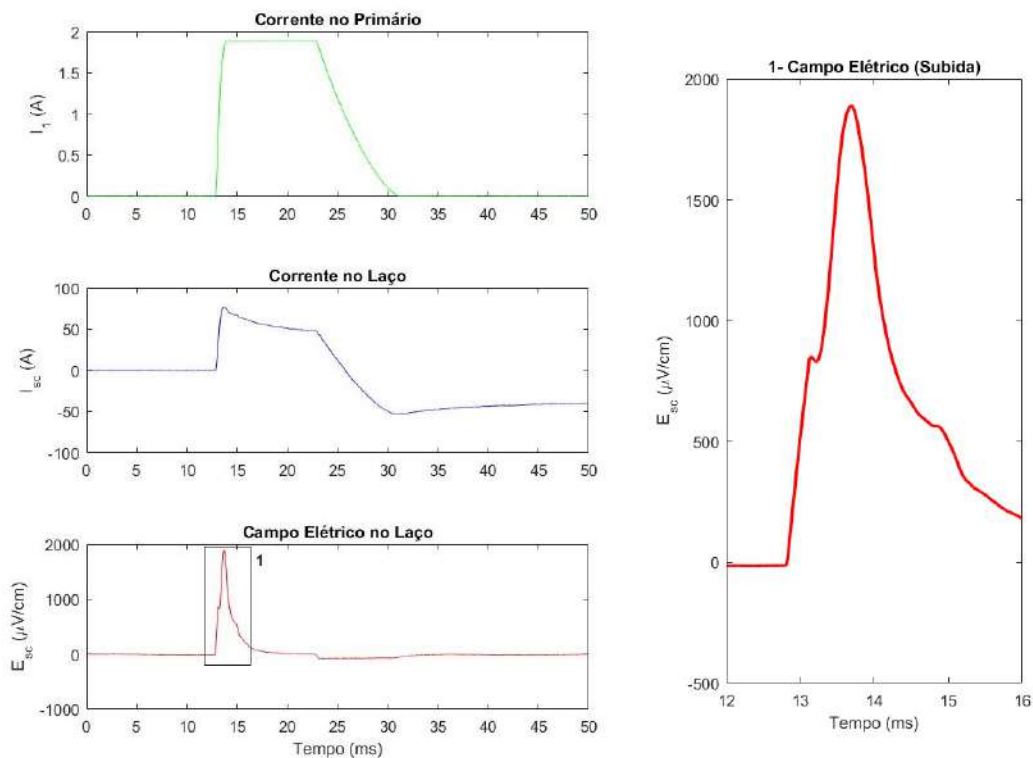 Corrente no Primário
2
1.5
1
0.5
0
I1 (A)
0 5 10 15 20 25 30 35 40 45 50
Corrente no Laço
100
50
0
-50
-100
Isc (A)
0 5 10 15 20 25 30 35 40 45 50
Campo Elétrico no Laço
2000
1000
0
-1000
Esc (μV/cm)
1
0 5 10 15 20 25 30 35 40 45 50
Tempo (ms)
1- Campo Elétrico (Subida)
2000
1500
1000
500
0
-500
Esc (μV/cm)
12 13 14 15 16
Tempo (ms)